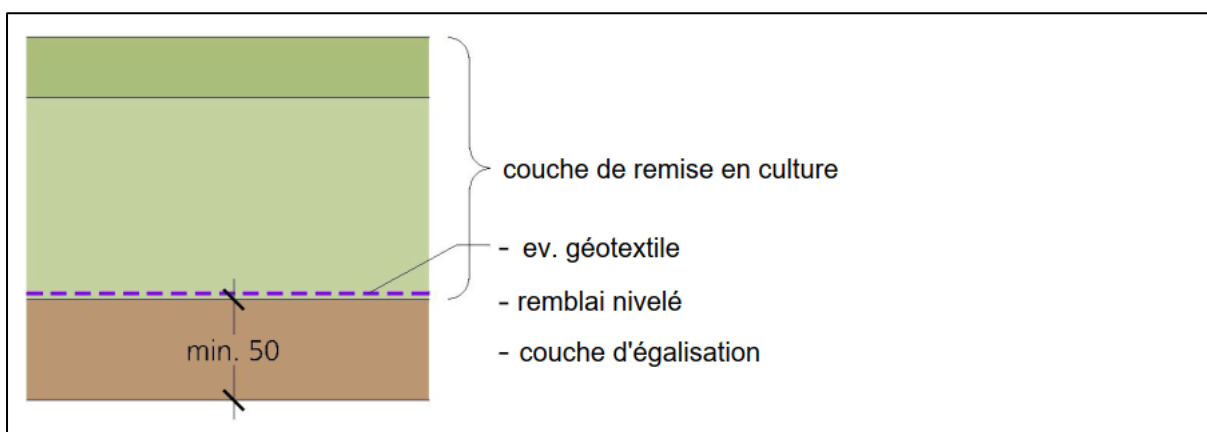 couche de remise en culture
- ev. géotextile
- remblai nivelé
min. 50
- couche d'égalisation